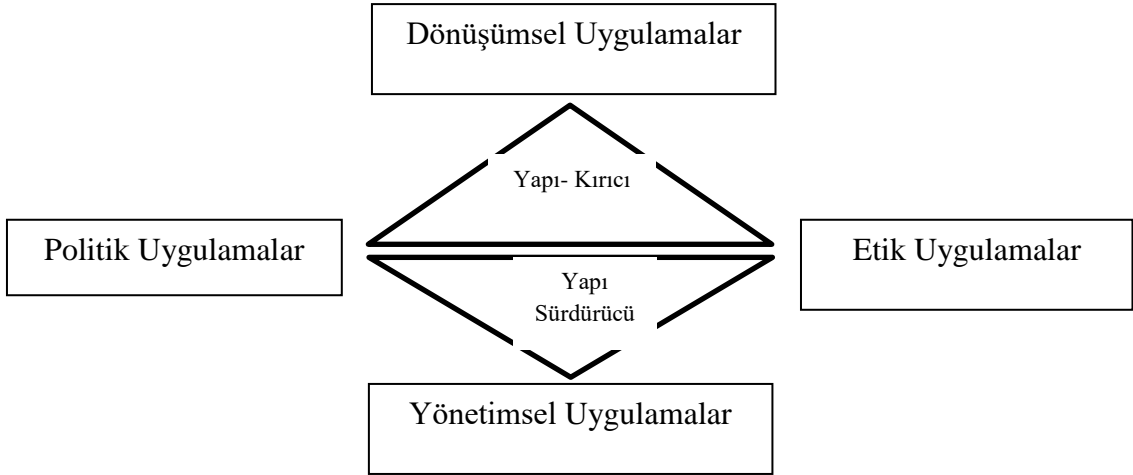 Dönüşümsel Uygulamalar
Yapı- Kırıcı
Politik Uygulamalar
Etik Uygulamalar
Yapı
Sürdürücü
Yönetimsel Uygulamalar